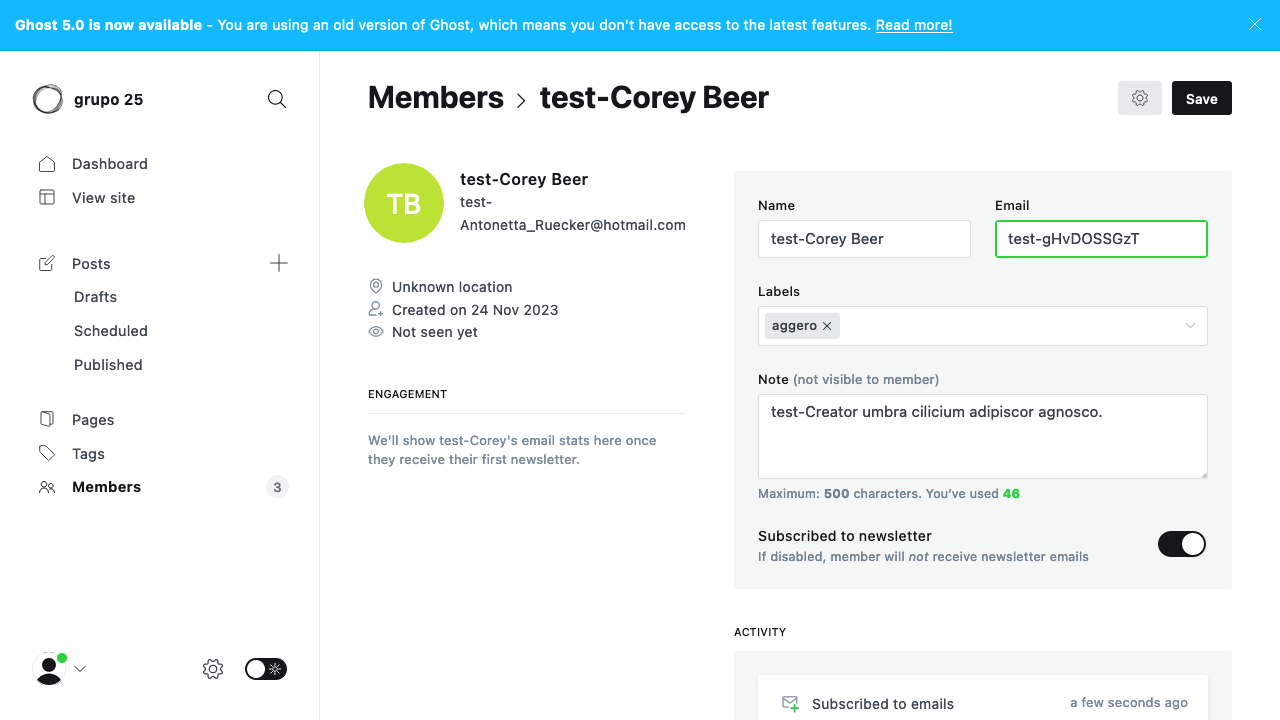 Ghost 5.0 is now available - You are using an old version of Ghost, which means you don't have access to the latest features. Read more!
grupo 25
Dashboard
View site
Posts
Drafts
Scheduled
Published
Pages
Tags
Members 3
Members > test-Corey Beer
Save
TB
test-Corey Beer
test-
Antonetta_Ruecker@hotmail.com
Unknown location
Created on 24 Nov 2023
Not seen yet
ENGAGEMENT
We'll show test-Corey's email stats here once
they receive their first newsletter.
Name
test-Corey Beer
Email
test-gHvDOSSGzT
Labels
aggero
Note (not visible to member)
test-Creator umbra cilicium adipiscor agnosco.
Maximum: 500 characters. You've used 46
Subscribed to newsletter
If disabled, member will not receive newsletter emails
ACTIVITY
Subscribed to emails a few seconds ago